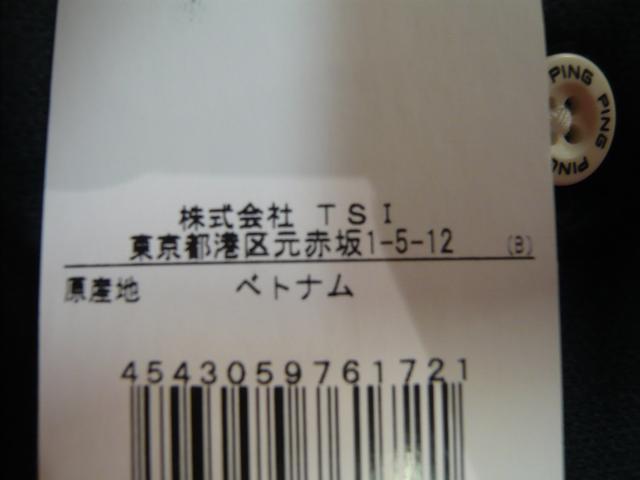 株式会社 TSI
東京都港区元赤坂1-5-12 (B)
原産地 ベトナム
4543059761721
PING PING PING